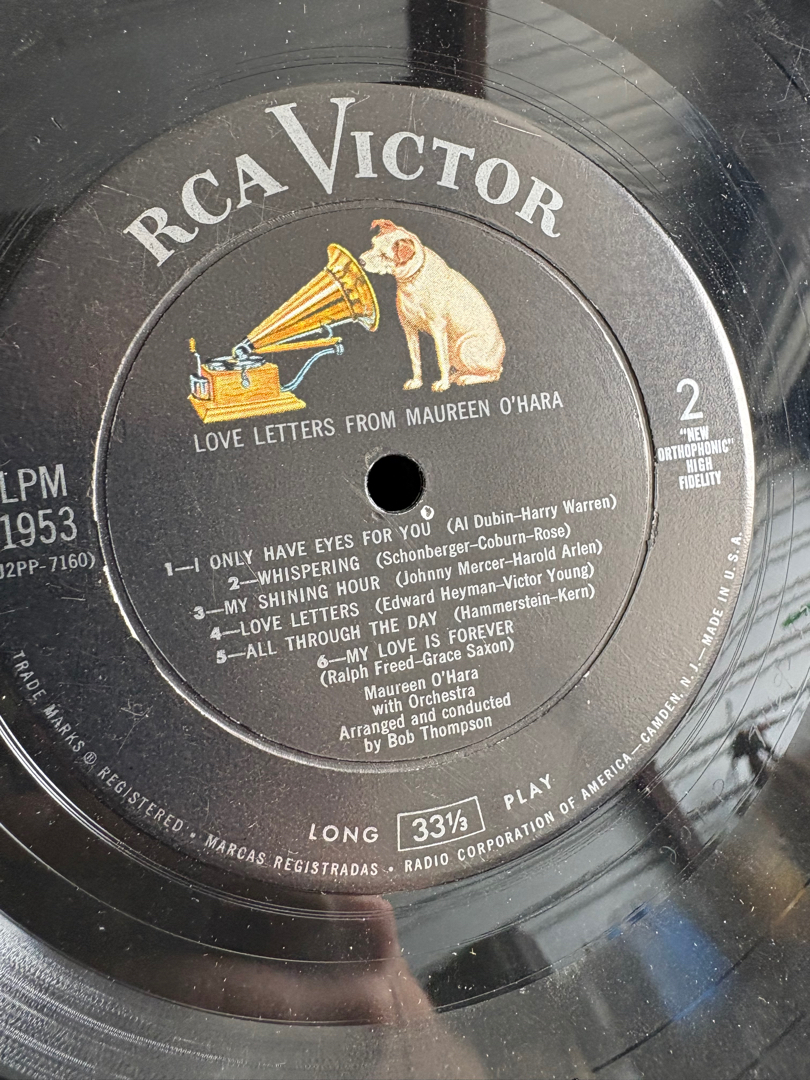 RCA VICTOR
LOVE LETTERS FROM MAUREEN O'HARA
2
"NEW
ORTHOPHONIC"
HIGH
FIDELITY
LPM
1953
J2PP-7160)
1—I ONLY HAVE EYES FOR YOU (Al Dubin–Harry Warren)
2—WHISPERING (Schonberger–Coburn–Rose)
3—MY SHINING HOUR (Johnny Mercer–Harold Arlen)
4—LOVE LETTERS (Edward Heyman–Victor Young)
5—ALL THROUGH THE DAY (Hammerstein–Kern)
6—MY LOVE IS FOREVER
(Ralph Freed–Grace Saxon)
Maureen O'Hara
with Orchestra
Arranged and conducted
by Bob Thompson
LONG 33⅓ PLAY
TRADE MARKS ® REGISTERED • MARCAS REGISTRADAS • RADIO CORPORATION OF AMERICA—CAMDEN, N. J.—MADE IN U. S. A.